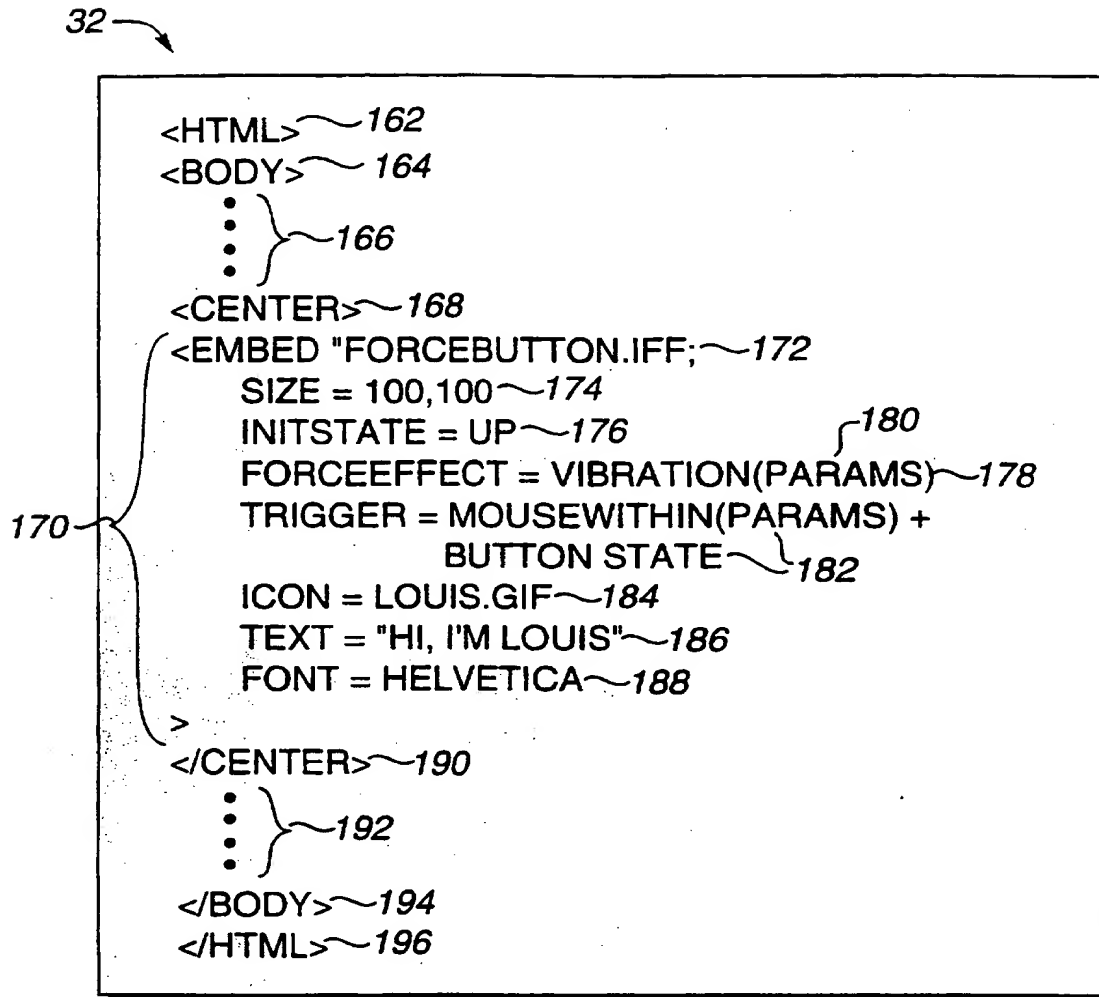 32
<HTML> 162
<BODY> 164
166
<CENTER> 168
<EMBED "FORCEBUTTON.IFF; 172
SIZE = 100,100 174
INITSTATE = UP 176
180
FORCEEFFECT = VIBRATION(PARAMS) 178
170 TRIGGER = MOUSEWITHIN(PARAMS) +
BUTTON STATE 182
ICON = LOUIS.GIF 184
TEXT = "HI, I'M LOUIS" 186
FONT = HELVETICA 188
>
</CENTER> 190
192
</BODY> 194
</HTML> 196